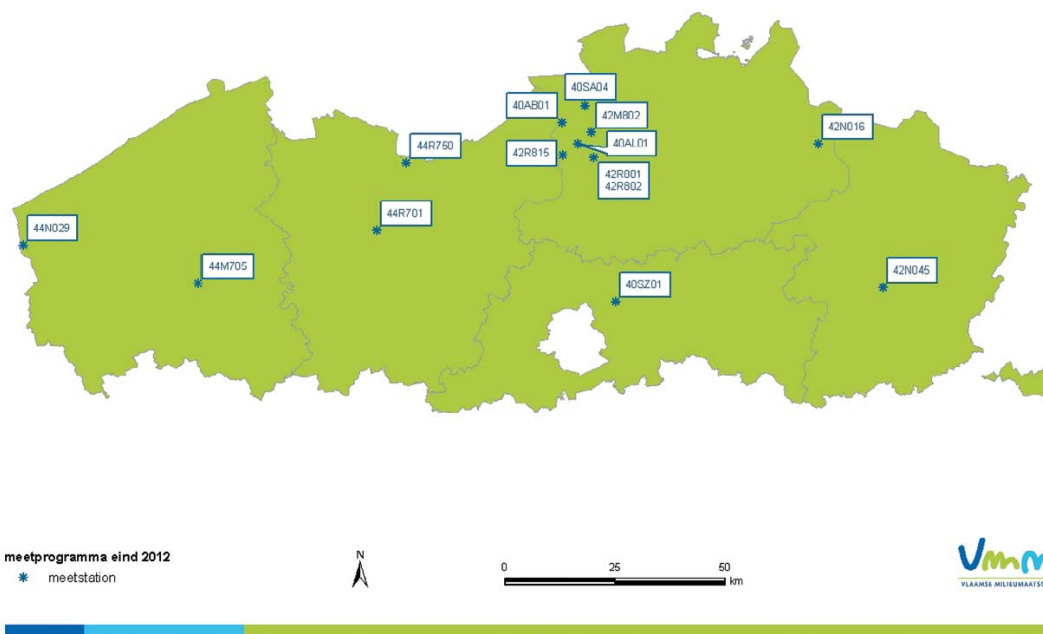 40SA04
40AB01
42M802
42N016
44R750
40AL01
42R815
42R801
42R802
44R701
44N029
44M705
40SZ01
42N045
meetprogramma eind 2012
meetstation
N
0 25 50
km
vmm
VLAAMSE MILIEUMAATSC